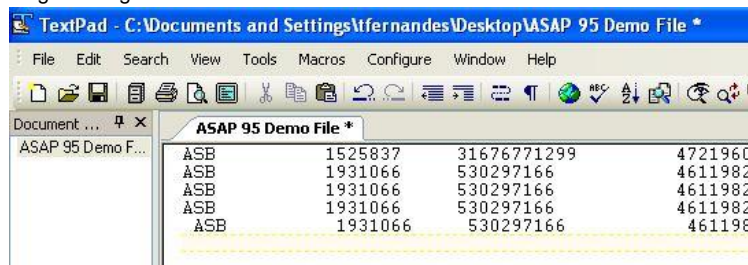 TextPad - C:\Documents and Settings\tfernandes\Desktop\ASAP 95 Demo File *
File Edit Search View Tools Macros Configure Window Help
Document ...
ASAP 95 Demo File *
ASAP 95 Demo F...
ASB 1525837 31676771299 4721960
ASB 1931066 530297166 4611982
ASB 1931066 530297166 4611982
ASB 1931066 530297166 4611982
ASB 1931066 530297166 461198